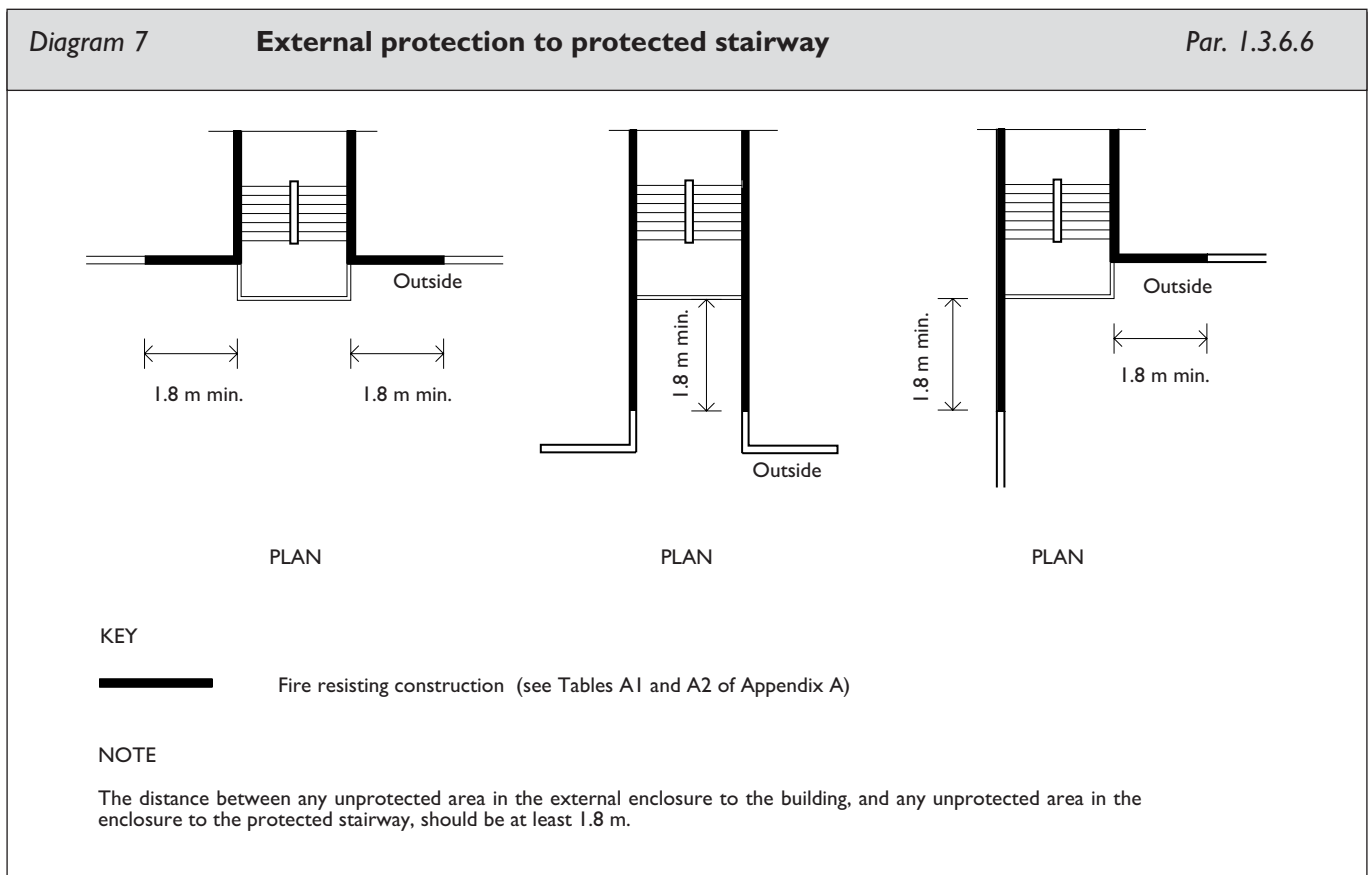 Diagram 7 External protection to protected stairway Par. 1.3.6.6
Outside
1.8 m min. 1.8 m min.
1.8 m min.
Outside
1.8 m min.
Outside
1.8 m min.
PLAN PLAN PLAN
KEY
Fire resisting construction (see Tables A1 and A2 of Appendix A)
NOTE
The distance between any unprotected area in the external enclosure to the building, and any unprotected area in the
enclosure to the protected stairway, should be at least 1.8 m.